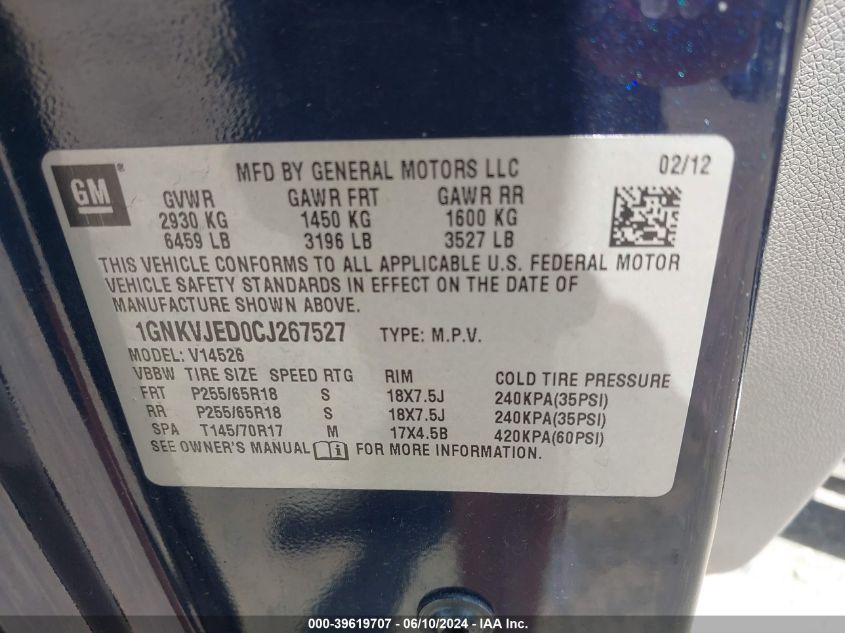 GM
MFD BY GENERAL MOTORS LLC 02/12
GVWR GAWR FRT GAWR RR
2930 KG 1450 KG 1600 KG
6459 LB 3196 LB 3527 LB
THIS VEHICLE CONFORMS TO ALL APPLICABLE U.S. FEDERAL MOTOR
VEHICLE SAFETY STANDARDS IN EFFECT ON THE DATE OF
MANUFACTURE SHOWN ABOVE.
1GNKVJED0CJ267527 TYPE: M.P.V.
MODEL: V14526
VBBW TIRE SIZE SPEED RTG RIM COLD TIRE PRESSURE
FRT P255/65R18 S 18X7.5J 240KPA(35PSI)
RR P255/65R18 S 18X7.5J 240KPA(35PSI)
SPA T145/70R17 M 17X4.5B 420KPA(60PSI)
SEE OWNER'S MANUAL i FOR MORE INFORMATION.
000-39619707 - 06/10/2024 - IAA Inc.